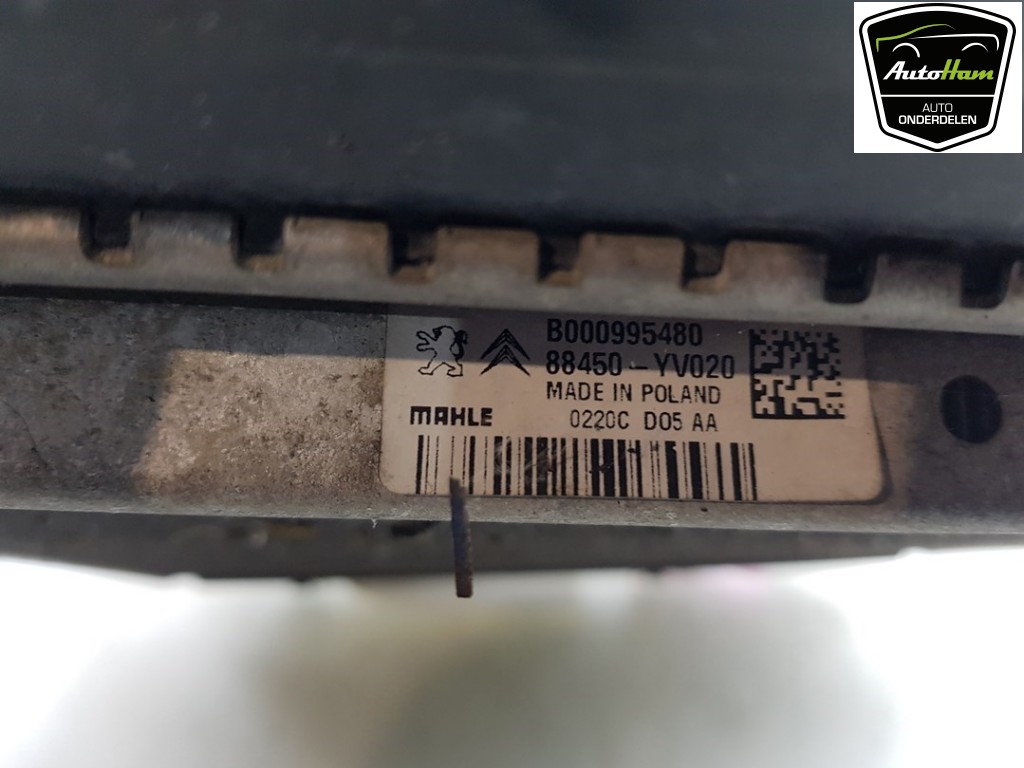 AutoHam
AUTO
ONDERDELEN
B000995480
88450-YV020
MADE IN POLAND
MAHLE 0220C D05 AA